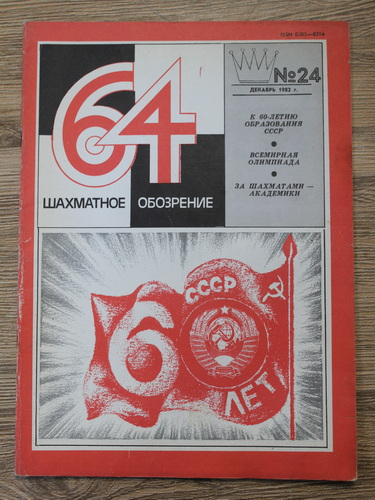 64
ШАХМАТНОЕ ОБОЗРЕНИЕ
№24
ДЕКАБРЬ 1982 г.
К 60-ЛЕТИЮ
ОБРАЗОВАНИЯ
СССР
ВСЕМИРНАЯ
ОЛИМПИАДА
ЗА ШАХМАТАМИ —
АКАДЕМИКИ
СССР
60
ЛЕТ